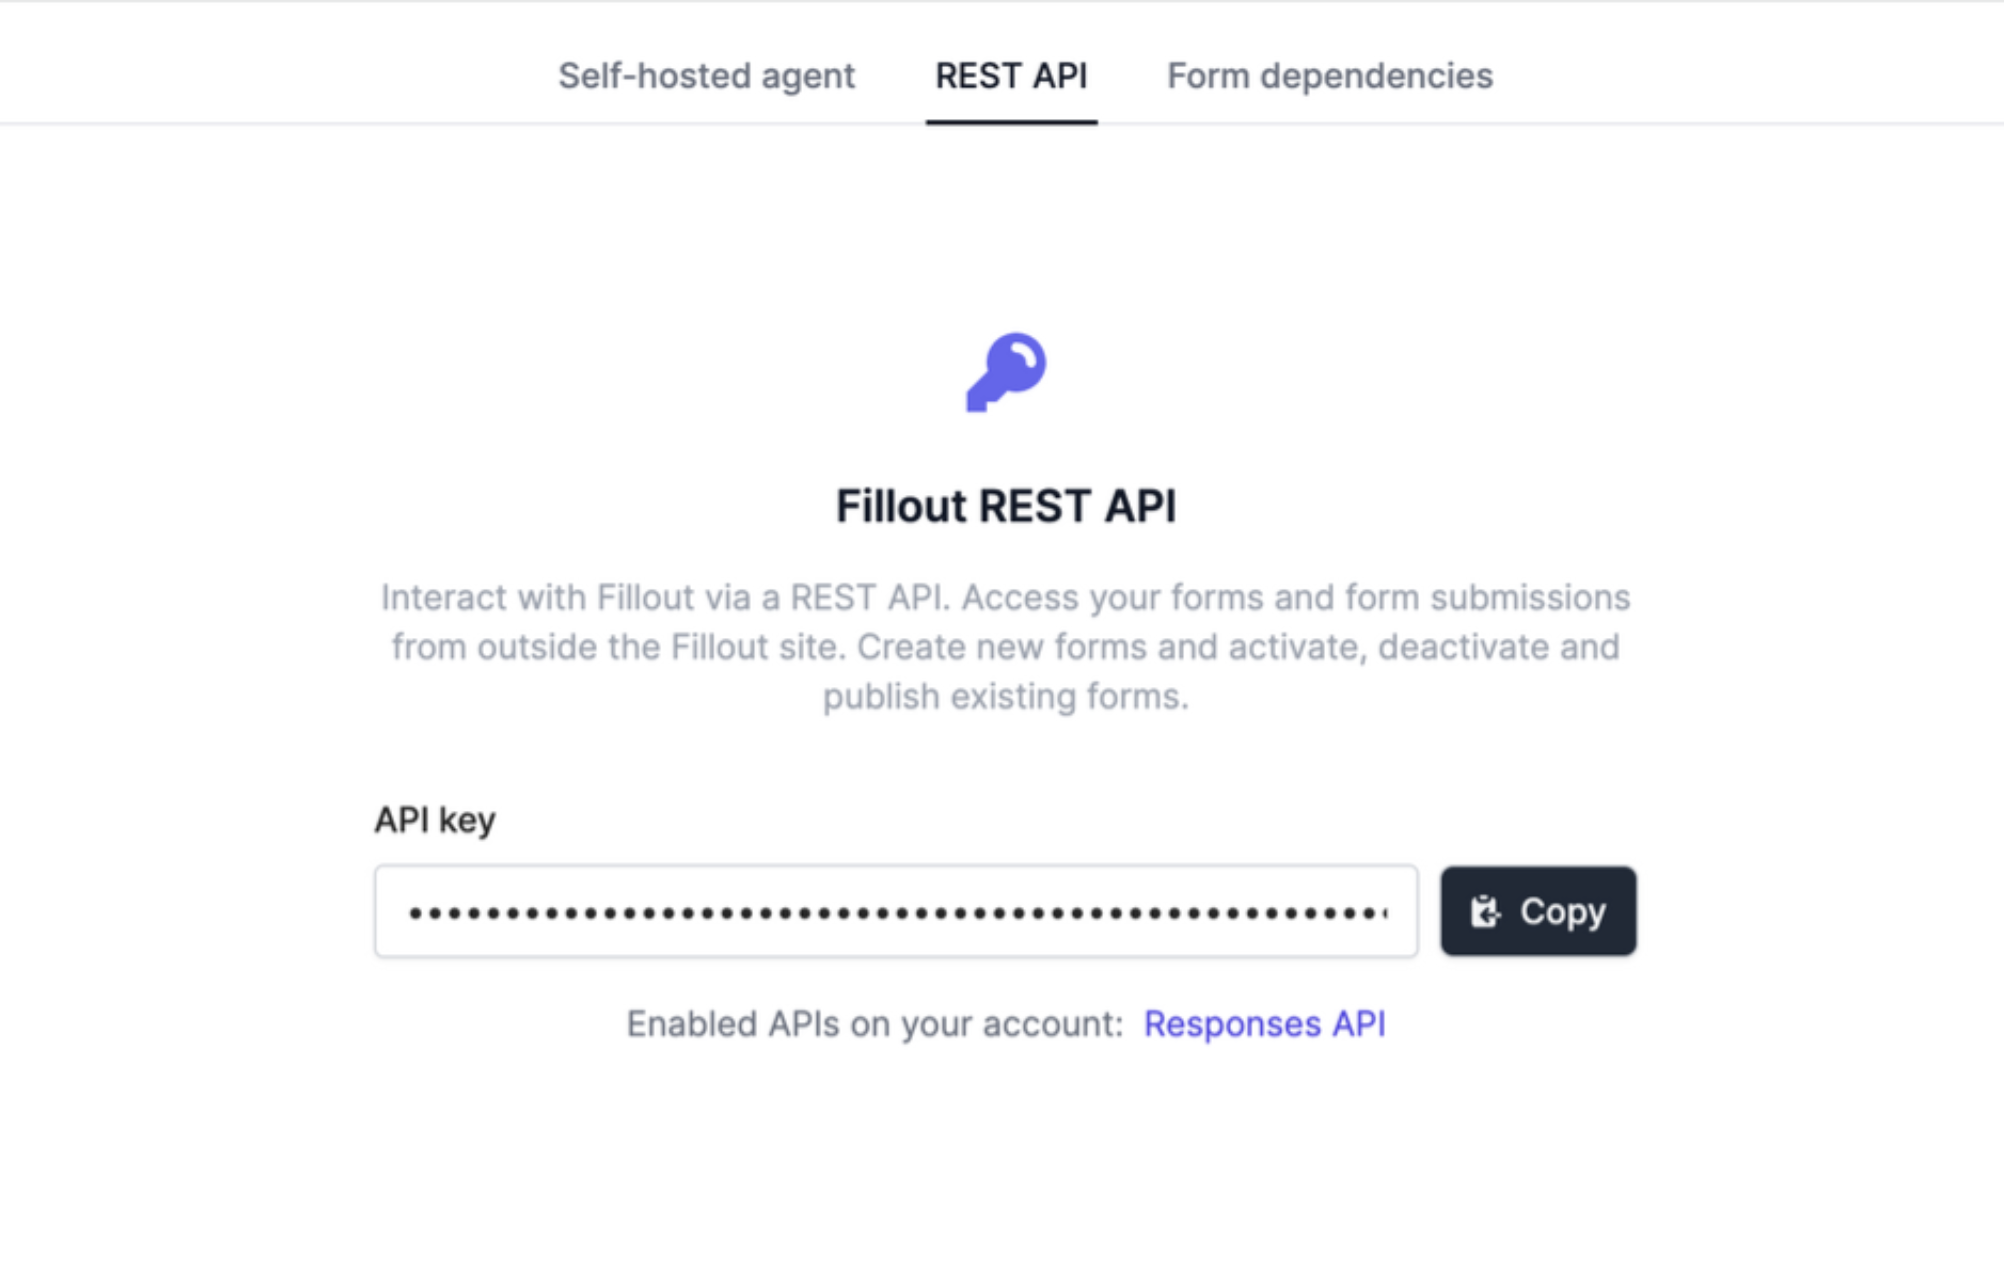 Self-hosted agent REST API Form dependencies
Fillout REST API
Interact with Fillout via a REST API. Access your forms and form submissions
from outside the Fillout site. Create new forms and activate, deactivate and
publish existing forms.
API key
Copy
Enabled APIs on your account: Responses API